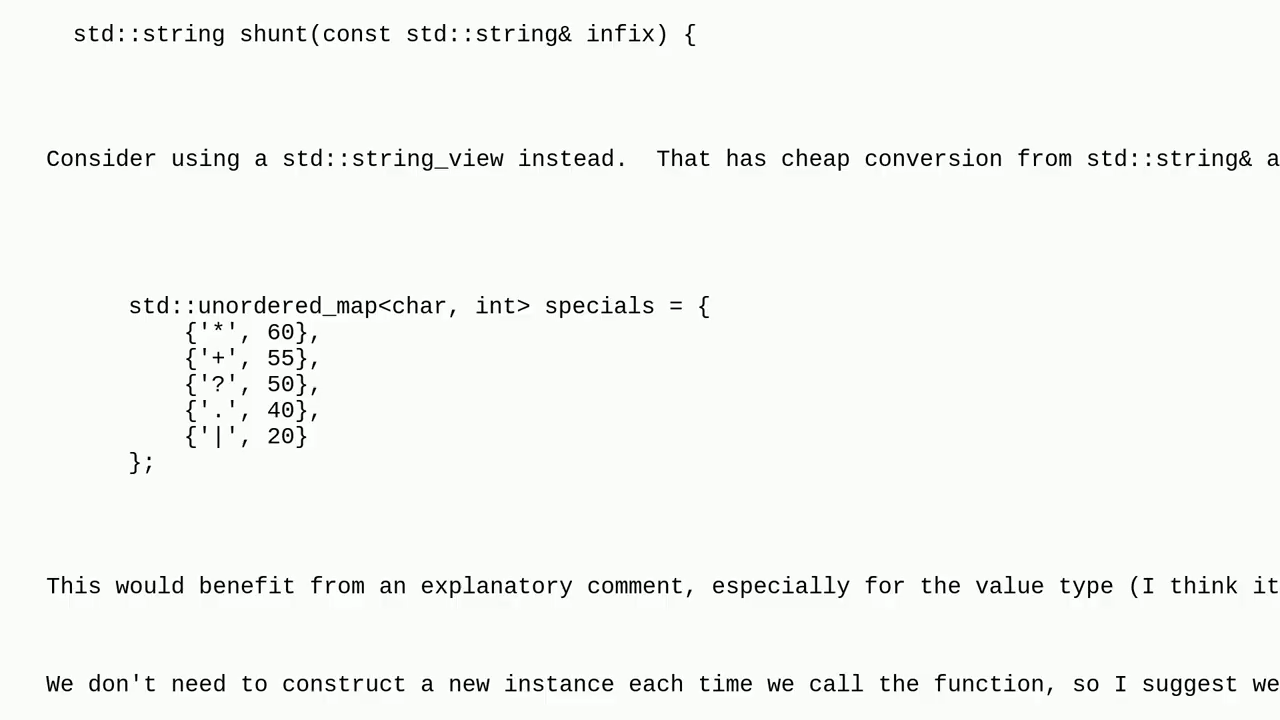 std::string shunt(const std::string& infix) {
Consider using a std::string_view instead.  That has cheap conversion from std::string& a
std::unordered_map<char, int> specials = {
{'*', 60},
{'+', 55},
{'?', 50},
{'.', 40},
{'|', 20}
};
This would benefit from an explanatory comment, especially for the value type (I think it
We don't need to construct a new instance each time we call the function, so I suggest we